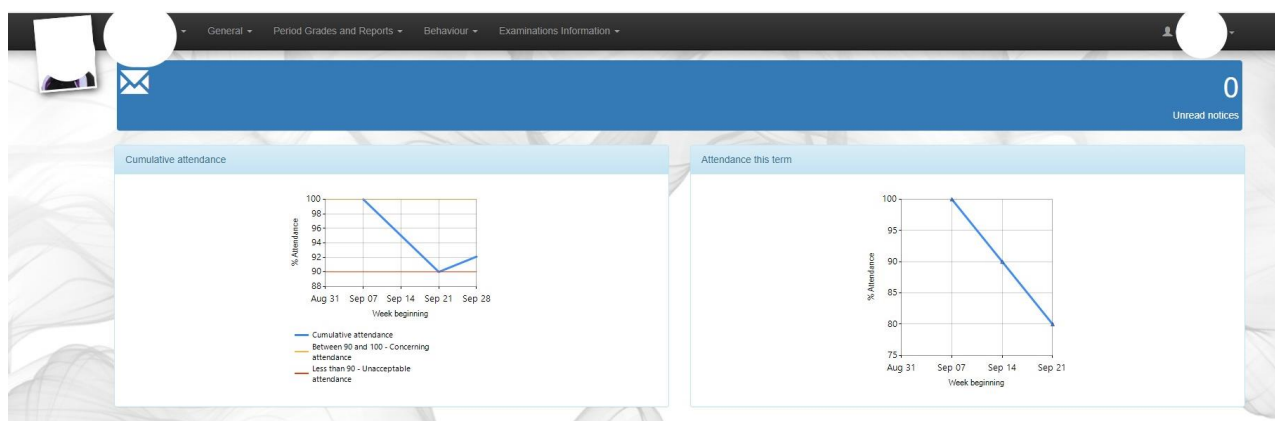 General Period Grades and Reports Behaviour Examinations Information
0
Unread notices
Cumulative attendance
100
98
96
94
92
90
88
% Attendance
Aug 31 Sep 07 Sep 14 Sep 21 Sep 28
Week beginning
Cumulative attendance
Between 90 and 100 - Concerning
attendance
Less than 90 - Unacceptable
attendance
Attendance this term
100
95
90
85
80
75
% Attendance
Aug 31 Sep 07 Sep 14 Sep 21
Week beginning